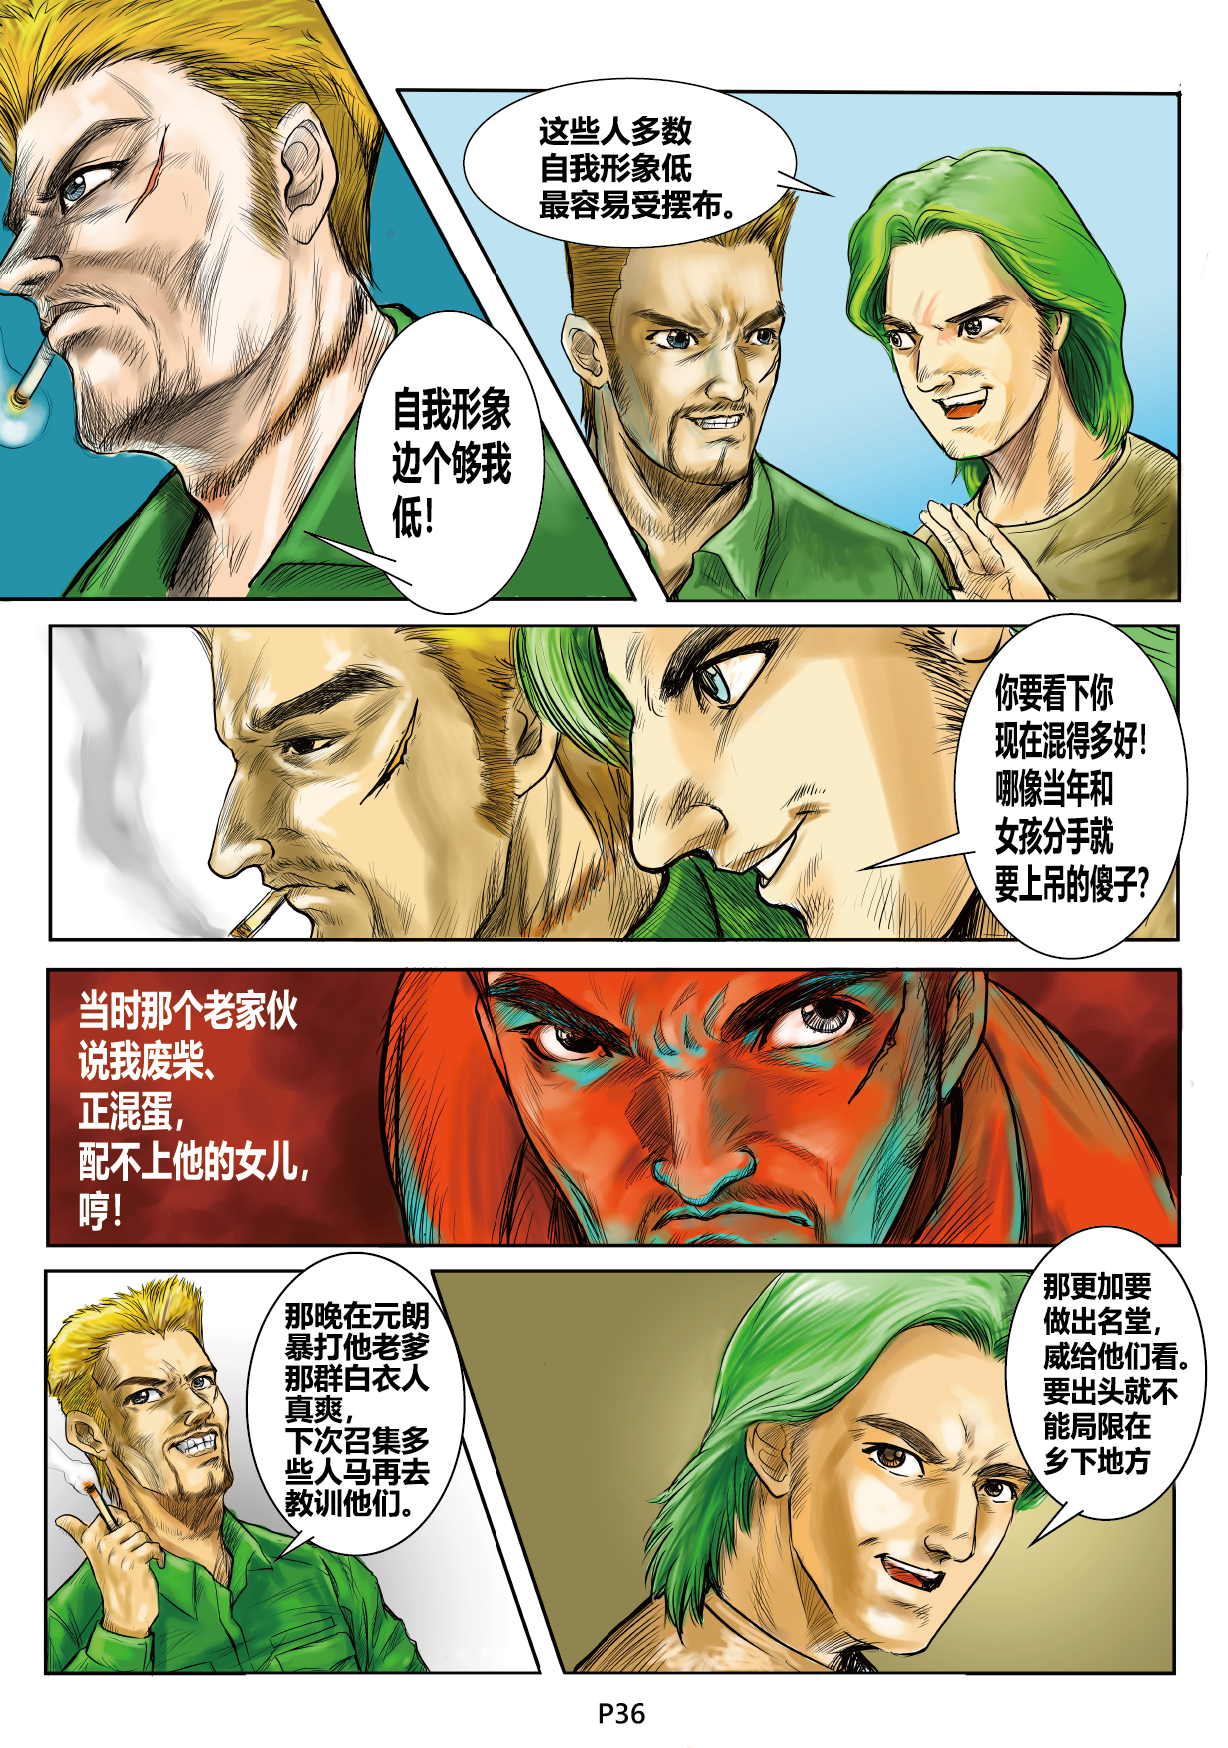 这些人多数
自我形象低
最容易受摆布。
自我形象
边个够我
低！
你要看下你
现在混得多好！
哪像当年和
女孩分手就
要上吊的傻子？
当时那个老家伙
说我废柴、
正混蛋，
配不上他的女儿，
哼！
那晚在元朗
暴打他老爹
那群白衣人
真爽，
下次召集多
些人马再去
教训他们。
那更加要
做出名堂，
威给他们看。
要出头就不
能局限在
乡下地方
P36